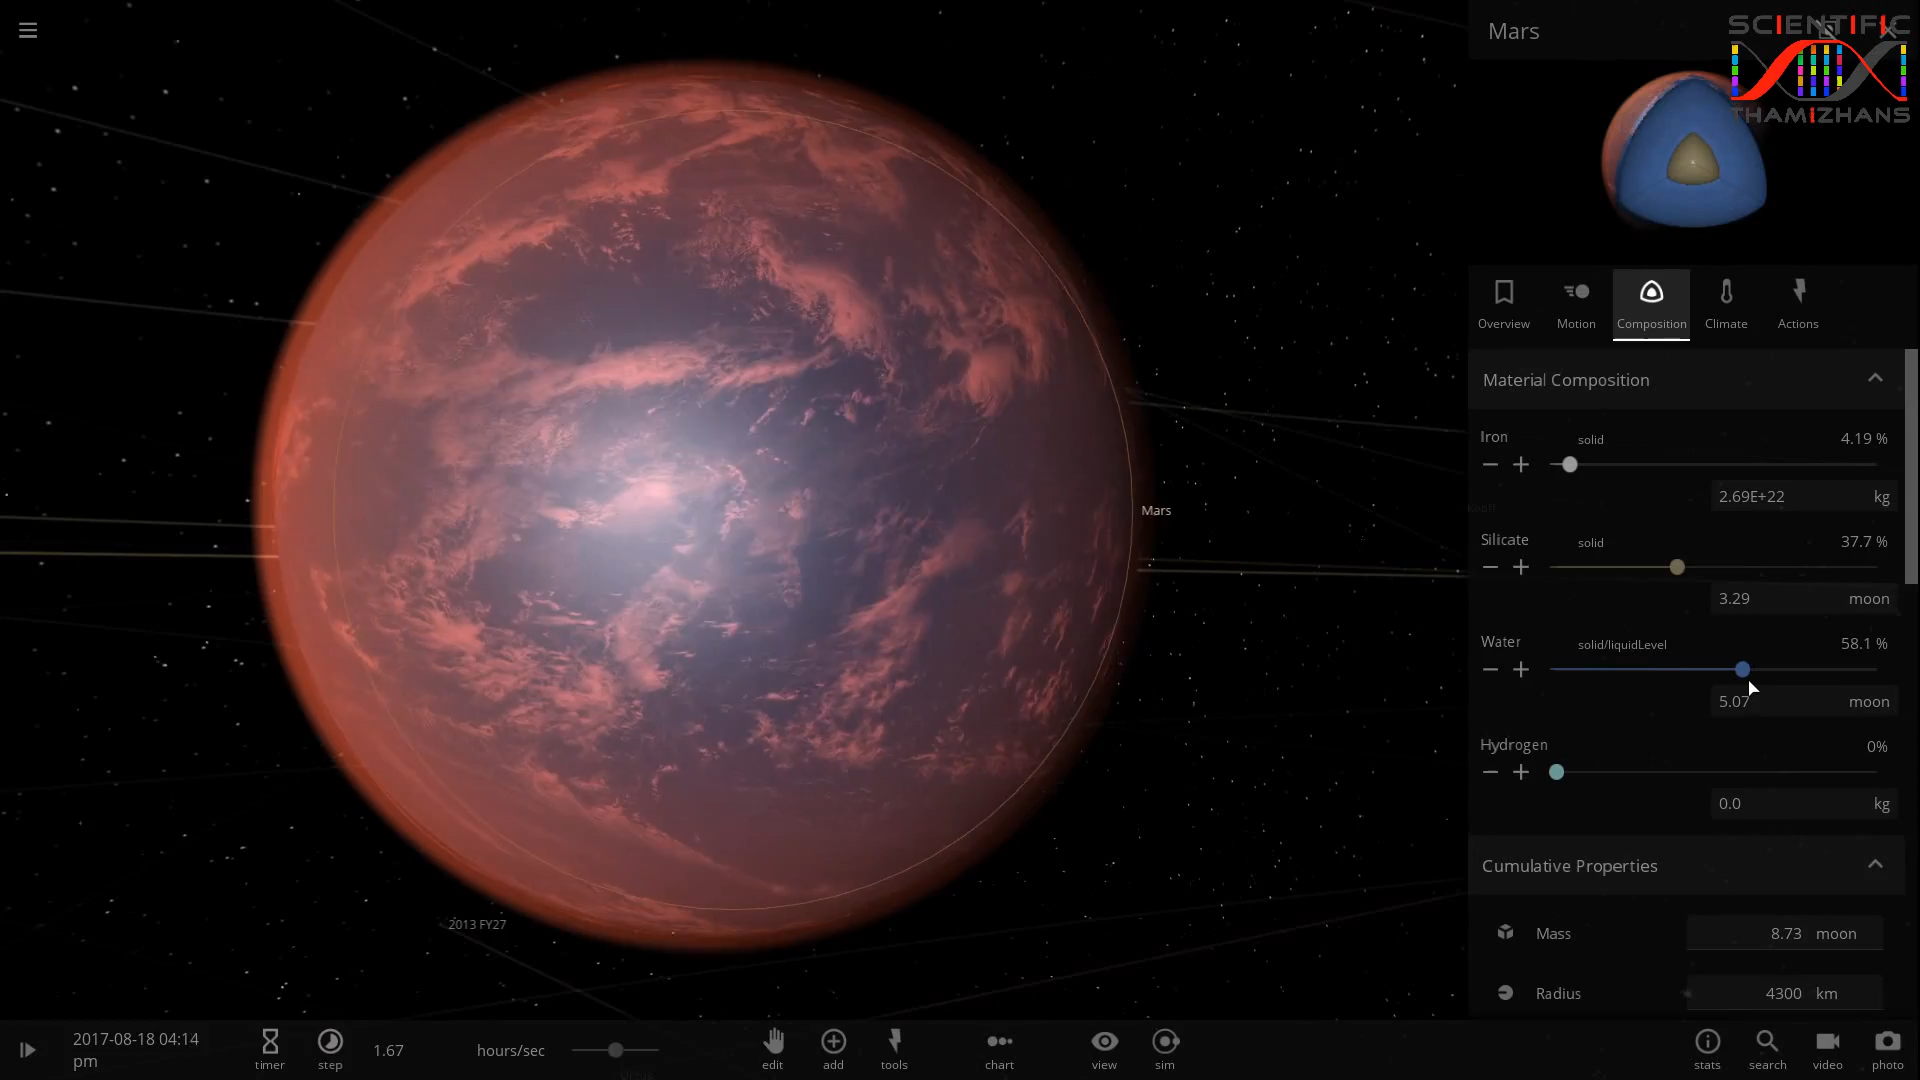 Mars
SCIENTIFIC
THAMIZHANS
Overview
Motion
Composition
Climate
Actions
Material Composition
Iron
solid
4.19 %
2.69E+22 kg
Silicate
solid
37.7 %
3.29 moon
Water
solid/liquidLevel
58.1 %
5.07 moon
Hydrogen
0%
0.0 kg
Cumulative Properties
Mass
8.73 moon
Radius
4300 km
Mars
2013 FY27
2017-08-18 04:14
pm
timer
step
1.67
hours/sec
edit
add
tools
chart
view
sim
stats
search
video
photo